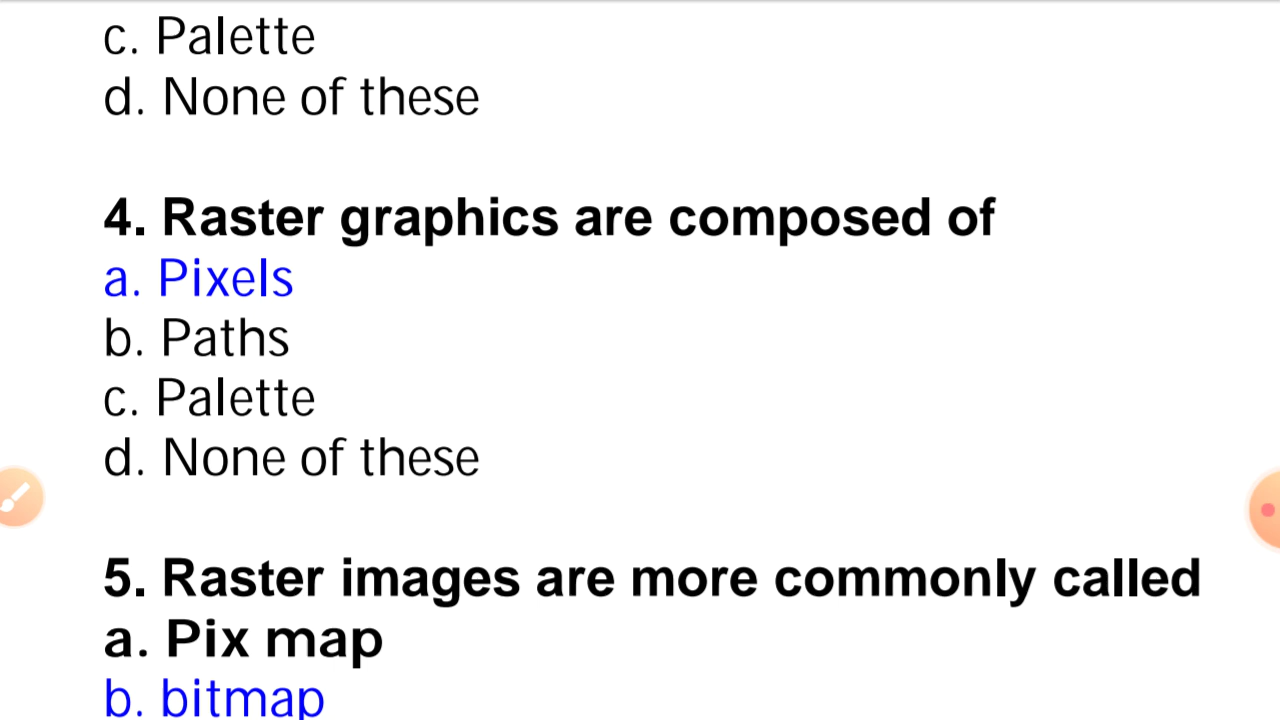 c. Palette
d. None of these
4. Raster graphics are composed of
a. Pixels
b. Paths
c. Palette
d. None of these
5. Raster images are more commonly called
a. Pix map
b. bitmap